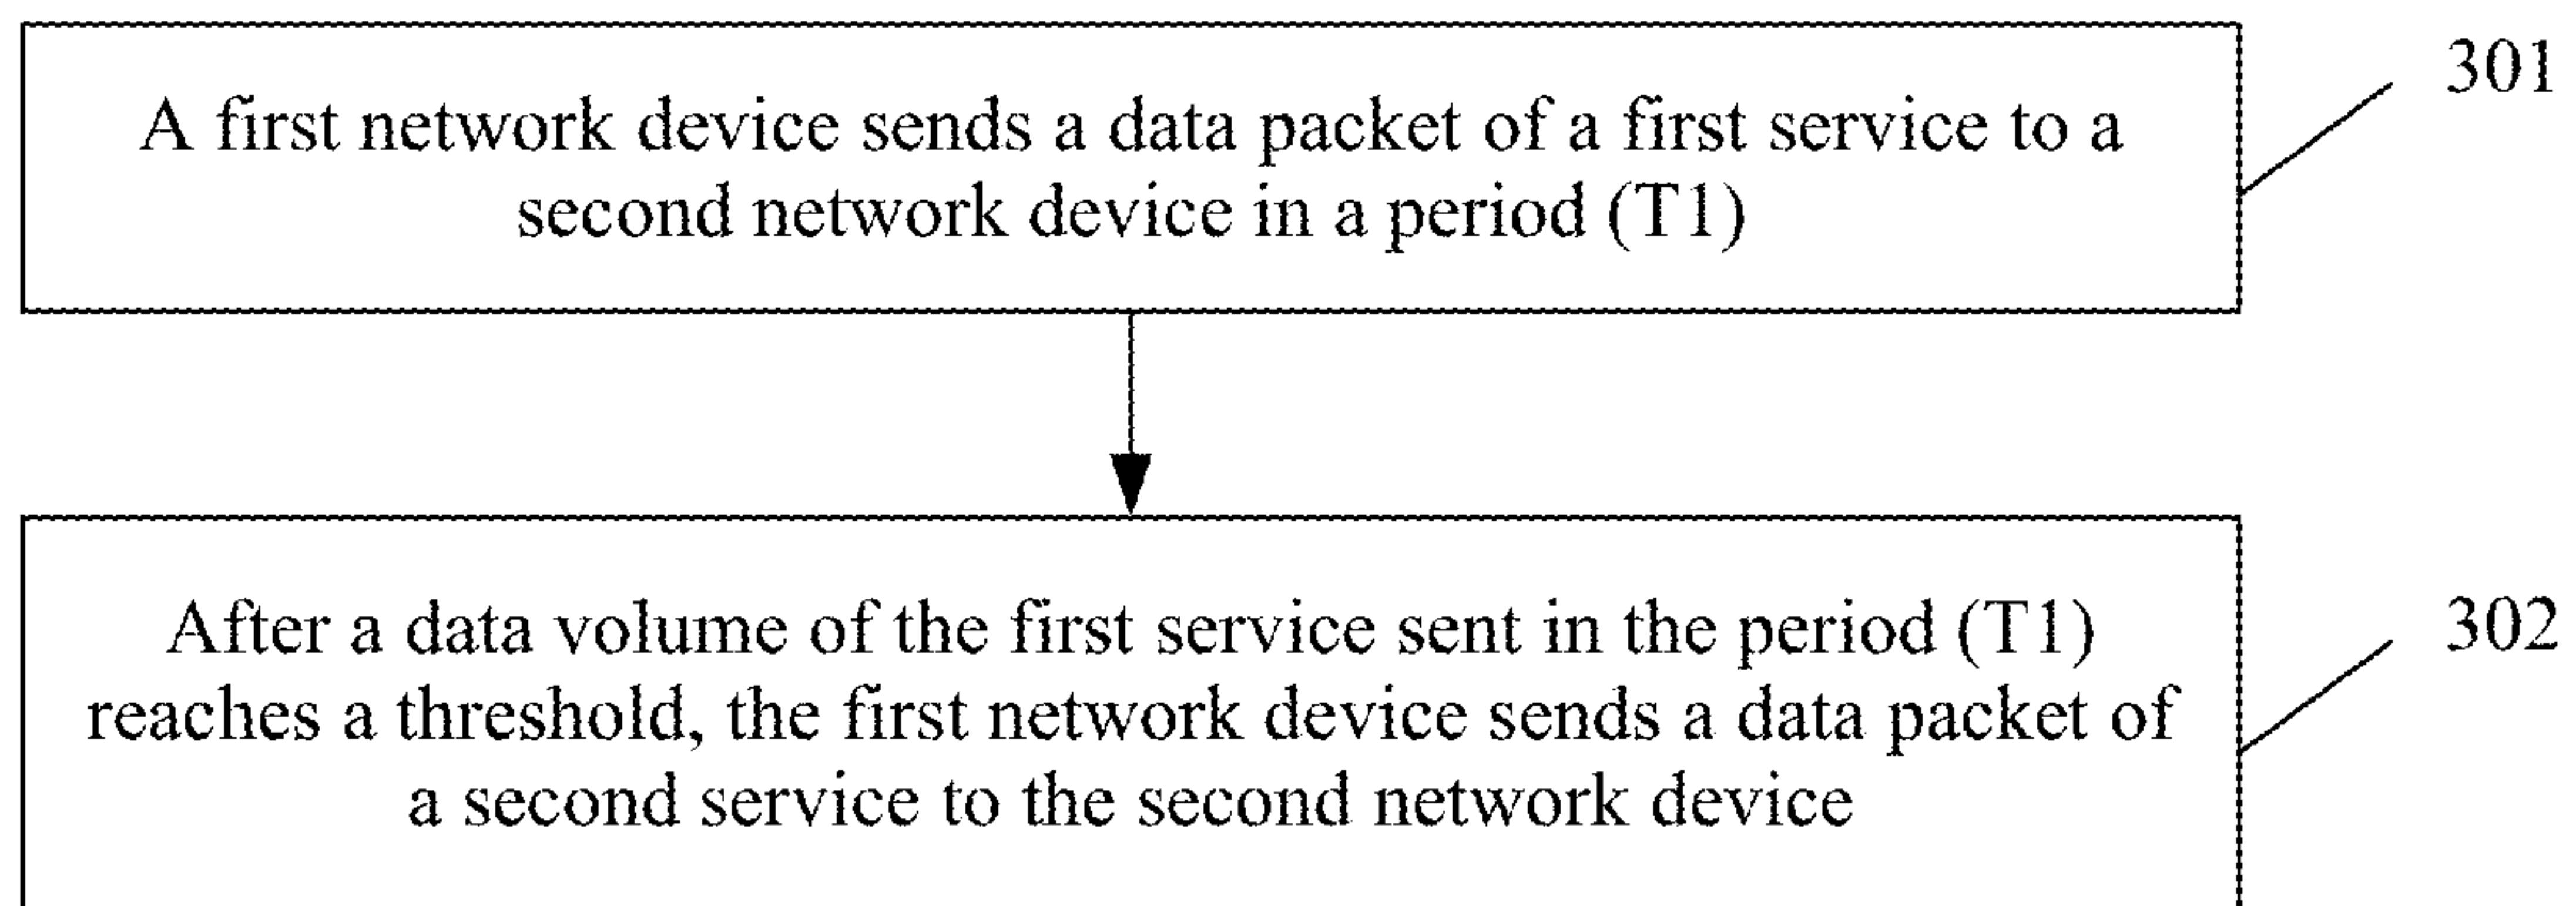 A first network device sends a data packet of a first service to a
second network device in a period (T1)
301
After a data volume of the first service sent in the period (T1)
reaches a threshold, the first network device sends a data packet of
a second service to the second network device
302